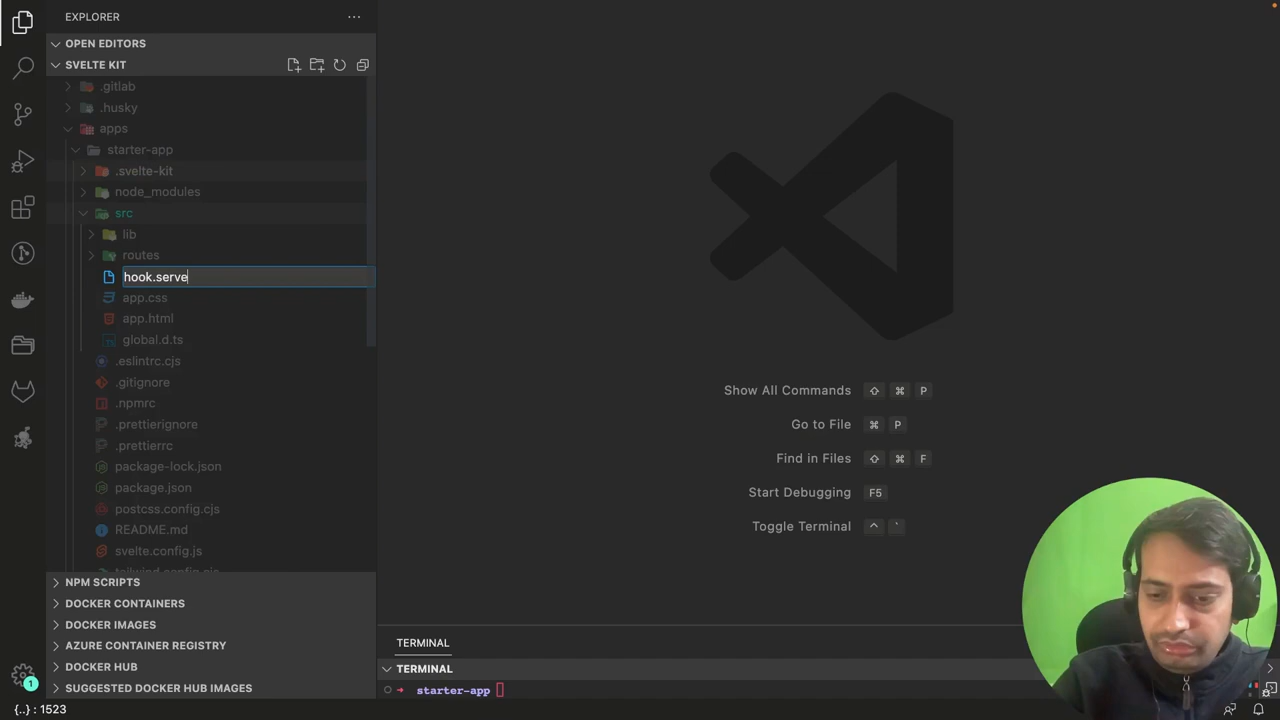 EXPLORER
OPEN EDITORS
SVELTE KIT
.gitlab
.husky
apps
starter-app
.svelte-kit
node_modules
src
lib
routes
hook.serve
app.css
app.html
global.d.ts
.eslintrc.cjs
.gitignore
.npmrc
.prettierignore
.prettierrc
package-lock.json
package.json
postcss.config.cjs
README.md
svelte.config.js
tailwind.config.cjs
NPM SCRIPTS
DOCKER CONTAINERS
DOCKER IMAGES
AZURE CONTAINER REGISTRY
DOCKER HUB
SUGGESTED DOCKER HUB IMAGES
1
{..} : 1523
Show All Commands ⇧ ⌘ P
Go to File ⌘ P
Find in Files ⇧ ⌘ F
Start Debugging F5
Toggle Terminal ^ `
TERMINAL
TERMINAL
starter-app